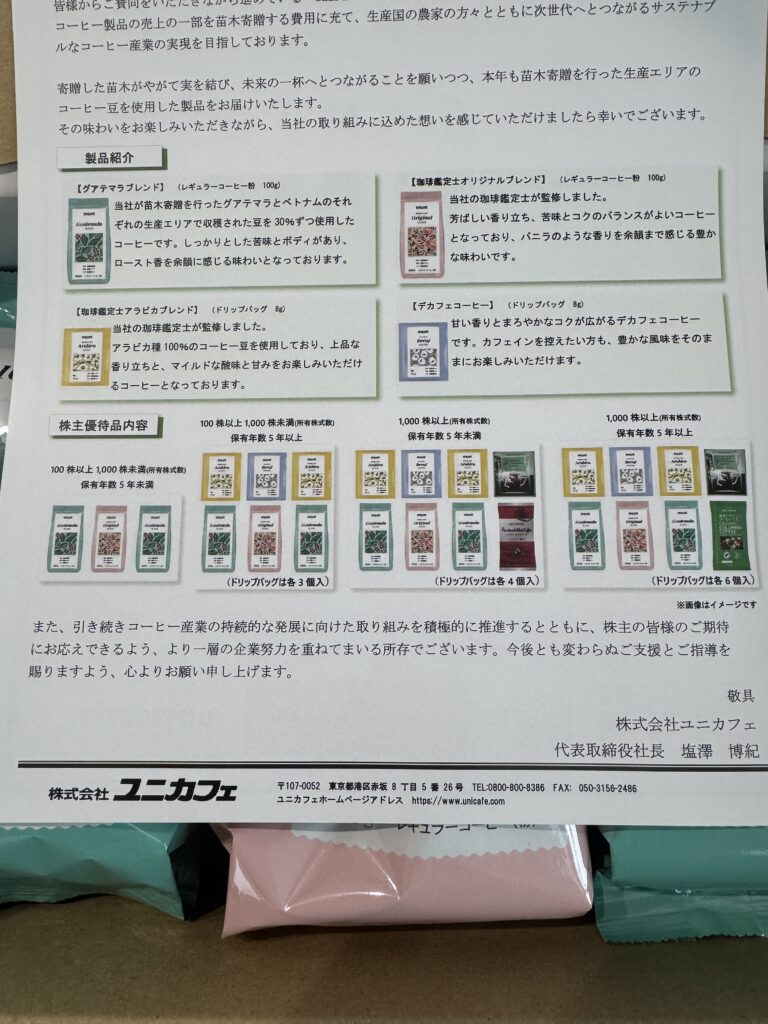 皆様からご賛同をいただきながら進めている
コーヒー製品の売上の一部を苗木寄贈する費用に充て、生産国の農家の方々とともに次世代へとつながるサステナブ
ルなコーヒー産業の実現を目指しております。
寄贈した苗木がやがて実を結び、未来の一杯へとつながることを願いつつ、本年も苗木寄贈を行った生産エリアの
コーヒー豆を使用した製品をお届けいたします。
その味わいをお楽しみいただきながら、当社の取り組みに込めた想いを感じていただけましたら幸いでございます。
製品紹介
【グアテマラブレンド】 （レギュラーコーヒー粉 100g）
当社が苗木寄贈を行ったグアテマラとベトナムのそれ
ぞれの生産エリアで収穫された豆を30%ずつ使用した
コーヒーです。しっかりとした苦味とボディがあり、
ロースト香を余韻に感じる味わいとなっております。
【珈琲鑑定士オリジナルブレンド】 （レギュラーコーヒー粉 100g）
当社の珈琲鑑定士が監修しました。
芳ばしい香り立ち、苦味とコクのバランスがよいコーヒー
となっており、バニラのような香りを余韻まで感じる豊か
な味わいです。
【珈琲鑑定士アラビカブレンド】 （ドリップバッグ 8g）
当社の珈琲鑑定士が監修しました。
アラビカ種100%のコーヒー豆を使用しており、上品な
香り立ちと、マイルドな酸味と甘みをお楽しみいただけ
るコーヒーとなっております。
【デカフェコーヒー】 （ドリップバッグ 8g）
甘い香りとまろやかなコクが広がるデカフェコーヒー
です。カフェインを控えたい方も、豊かな風味をそのま
まにお楽しみいただけます。
株主優待品内容
100 株以上 1,000 株未満(所有株式数)
保有年数 5 年未満
100 株以上 1,000 株未満(所有株式数)
保有年数 5 年以上
（ドリップバッグは各 3 個入）
1,000 株以上(所有株式数)
保有年数 5 年未満
（ドリップバッグは各 4 個入）
1,000 株以上(所有株式数)
保有年数 5 年以上
（ドリップバッグは各 6 個入）
※画像はイメージです
また、引き続きコーヒー産業の持続的な発展に向けた取り組みを積極的に推進するとともに、株主の皆様のご期待
にお応えできるよう、より一層の企業努力を重ねてまいる所存でございます。今後とも変わらぬご支援とご指導を
賜りますよう、心よりお願い申し上げます。
敬具
株式会社ユニカフェ
代表取締役社長 塩澤 博紀
株式会社 ユニカフェ
〒107-0052 東京都港区赤坂 8 丁目 5 番 26 号 TEL:0800-800-8386 FAX: 050-3156-2486
ユニカフェホームページアドレス https://www.unicafe.com
レギュラーコーヒー